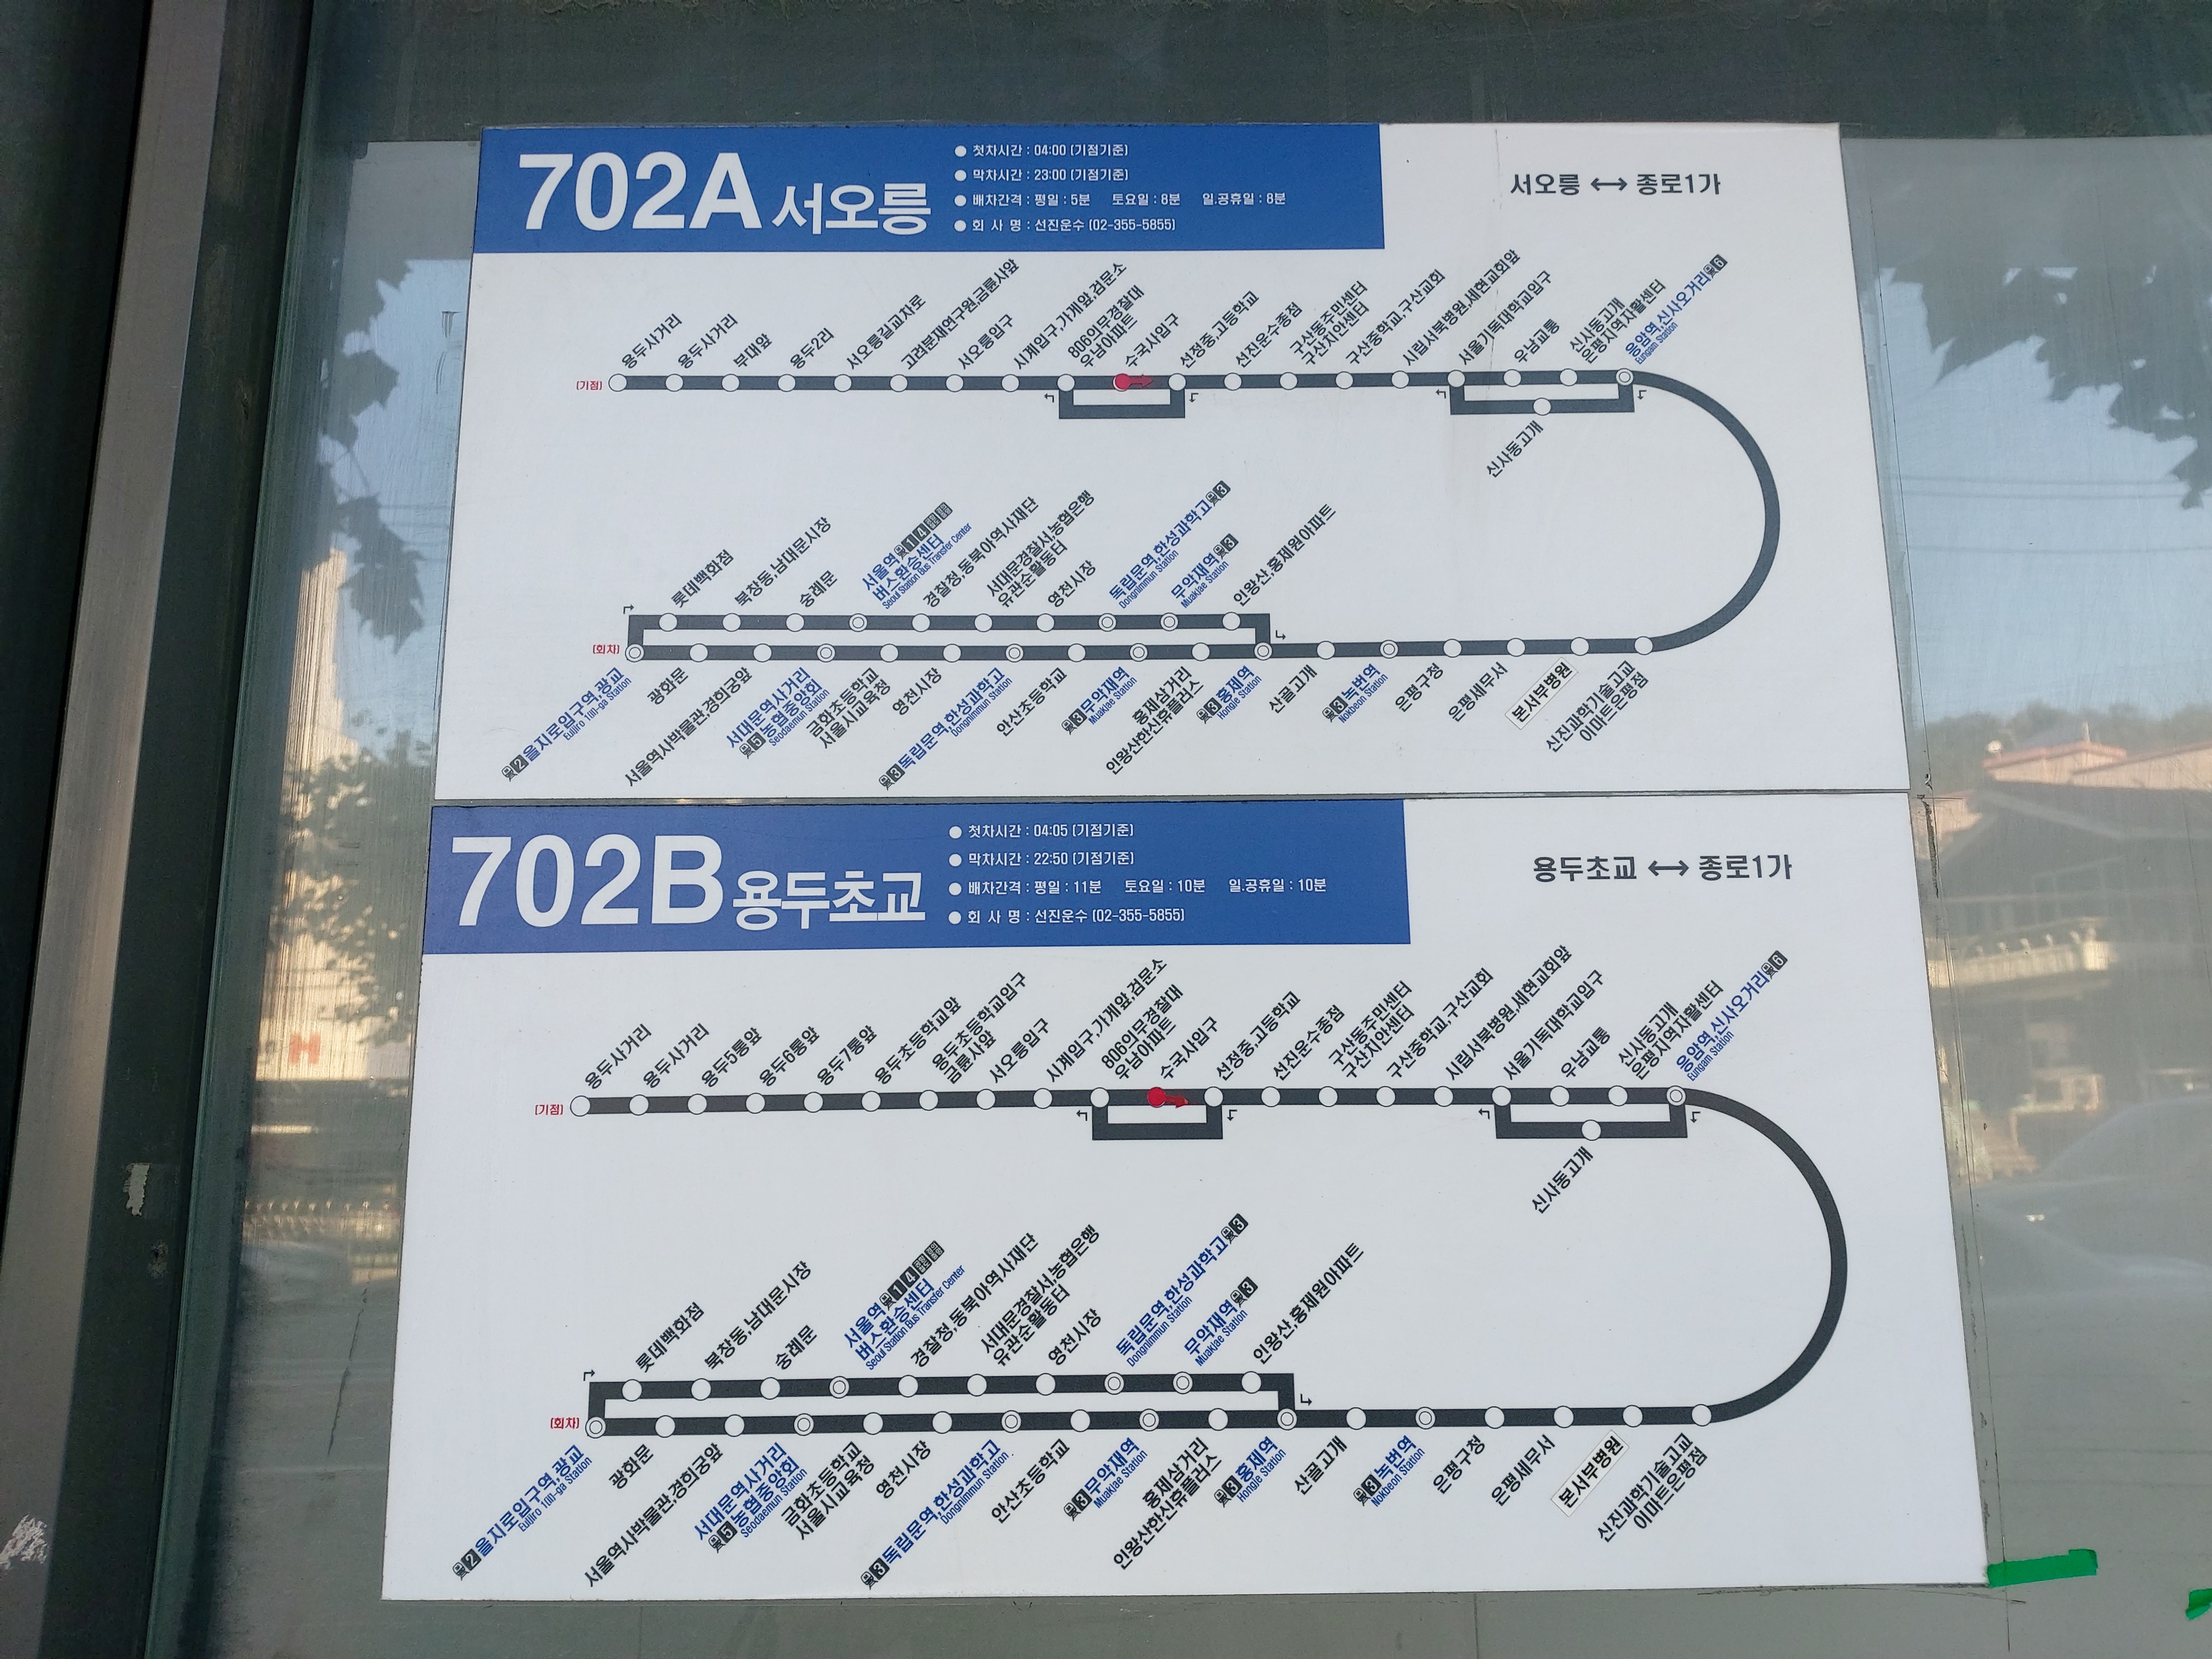 702A 서오릉
첫차시간 : 04:00 (기점기준)
막차시간 : 23:00 (기점기준)
배차간격 : 평일 : 5분 토요일 : 8분 일.공휴일 : 8분
회 사 명 : 선진운수 (02-355-5855)
서오릉 ↔ 종로1가
(기점)
용두사거리
용두사거리
부대앞
용두2리
서오릉길교차로
고려분재연구원,금륜사앞
서오릉입구
시계입구,가게앞,검문소
806의무경찰대
우남아파트
수국사입구
선정중,고등학교
선진운수종점
구산동주민센터
구산치안센터
구산중학교,구산교회
시립서북병원,세현교회앞
서울기독대학교입구
우남교통
신사동고개
은평지역자활센터
응암역,신사오거리 6
Eungam Station
신사동고개
롯데백화점
북창동,남대문시장
숭례문
서울역 1 4
버스환승센터
Seoul Station Bus Transfer Center
경찰청,동북아역사재단
서대문경찰서,농협은행
유관순활동터
영천시장
독립문역,한성과학고 3
Dongnimmun Station
무악재역 3
Muakjae Station
인왕산,홍제원아파트
(회차)
2 을지로입구역,광교
Euljiro 1(il)-ga Station
광화문
서울역사박물관,경희궁앞
서대문역사거리
5 농협중앙회
Seodaemun Station
금화초등학교
서울시교육청
영천시장
3 독립문역,한성과학고
Dongnimmun Station
안산초등학교
3 무악재역
Muakjae Station
홍제삼거리
인왕산한신휴플러스
3 홍제역
Hongje Station
산골고개
3 녹번역
Nokbeon Station
은평구청
은평세무서
본서부병원
신진과학기술고교
이마트은평점
702B 용두초교
첫차시간 : 04:05 (기점기준)
막차시간 : 22:50 (기점기준)
배차간격 : 평일 : 11분 토요일 : 10분 일.공휴일 : 10분
회 사 명 : 선진운수 (02-355-5855)
용두초교 ↔ 종로1가
(기점)
용두사거리
용두사거리
용두5통앞
용두6통앞
용두7통앞
용두초등학교앞
용두초등학교입구
금륜사앞
서오릉입구
시계입구,가게앞,검문소
806의무경찰대
우남아파트
수국사입구
선정중,고등학교
선진운수종점
구산동주민센터
구산치안센터
구산중학교,구산교회
시립서북병원,세현교회앞
서울기독대학교입구
우남교통
신사동고개
은평지역자활센터
응암역,신사오거리 6
Eungam Station
신사동고개
롯데백화점
북창동,남대문시장
숭례문
서울역 1 4
버스환승센터
Seoul Station Bus Transfer Center
경찰청,동북아역사재단
서대문경찰서,농협은행
유관순활동터
영천시장
독립문역,한성과학고 3
Dongnimmun Station
무악재역 3
Muakjae Station
인왕산,홍제원아파트
(회차)
2 을지로입구역,광교
Euljiro 1(il)-ga Station
광화문
서울역사박물관,경희궁앞
서대문역사거리
5 농협중앙회
Seodaemun Station
금화초등학교
서울시교육청
영천시장
3 독립문역,한성과학고
Dongnimmun Station
안산초등학교
3 무악재역
Muakjae Station
홍제삼거리
인왕산한신휴플러스
3 홍제역
Hongje Station
산골고개
3 녹번역
Nokbeon Station
은평구청
은평세무서
본서부병원
신진과학기술고교
이마트은평점